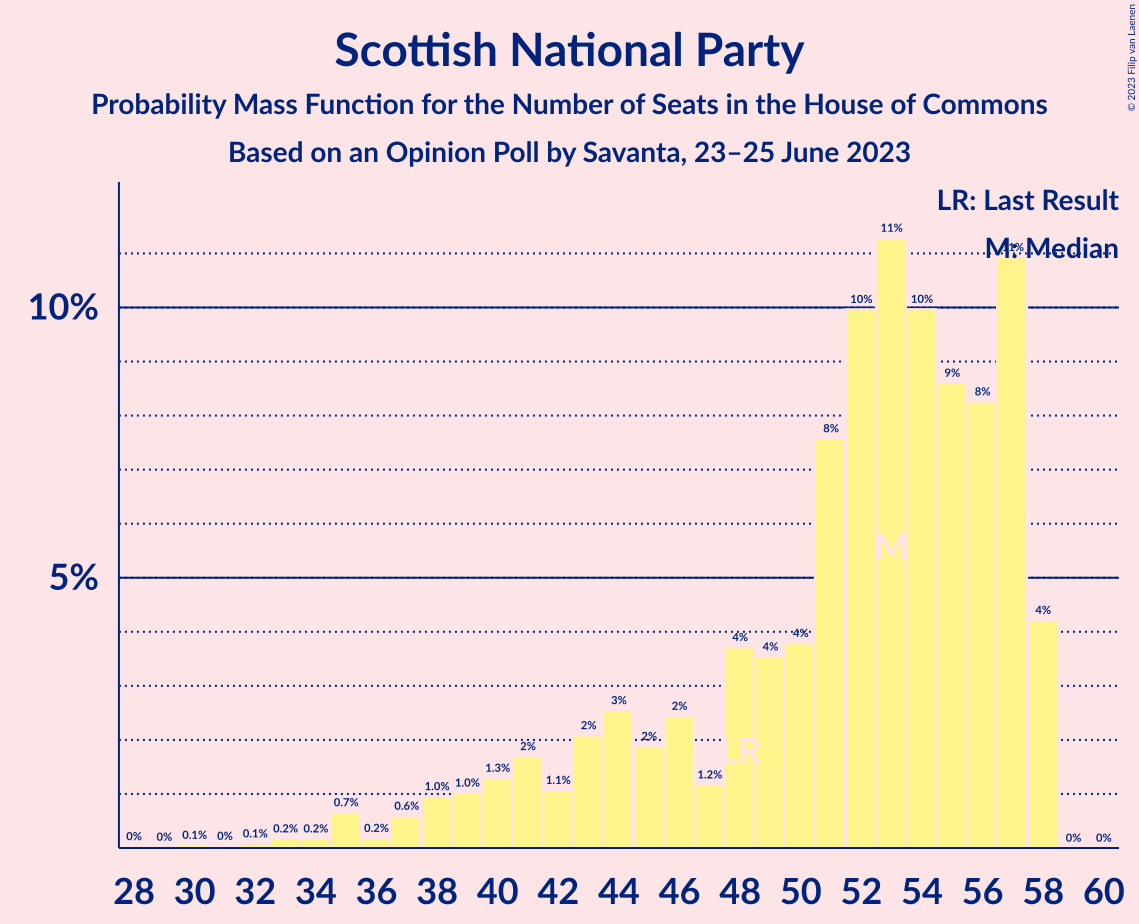 Scottish National Party
Probability Mass Function for the Number of Seats in the House of Commons
Based on an Opinion Poll by Savanta, 23–25 June 2023
© 2023 Filip van Laenen
LR: Last Result
M: Median
10%
5%
0% 0% 0.1% 0% 0.1% 0.2% 0.2% 0.7% 0.2% 0.6% 1.0% 1.0% 1.3% 2% 1.1% 2% 3% 2% 2% 1.2% 4% 4% 4% 8% 10% 11% 10% 9% 8% 11% 4% 0% 0%
M
LR
28 30 32 34 36 38 40 42 44 46 48 50 52 54 56 58 60